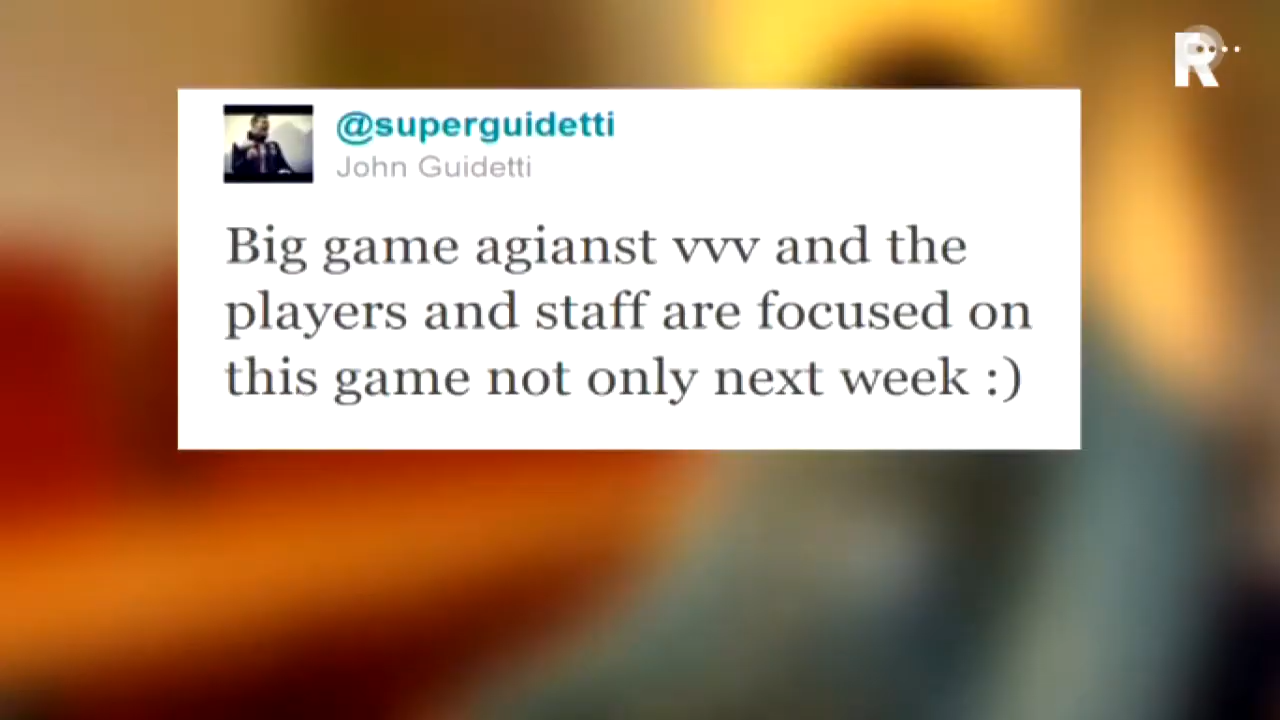 R
@superguidetti
John Guidetti
Big game agianst vvv and the
players and staff are focused on
this game not only next week :)